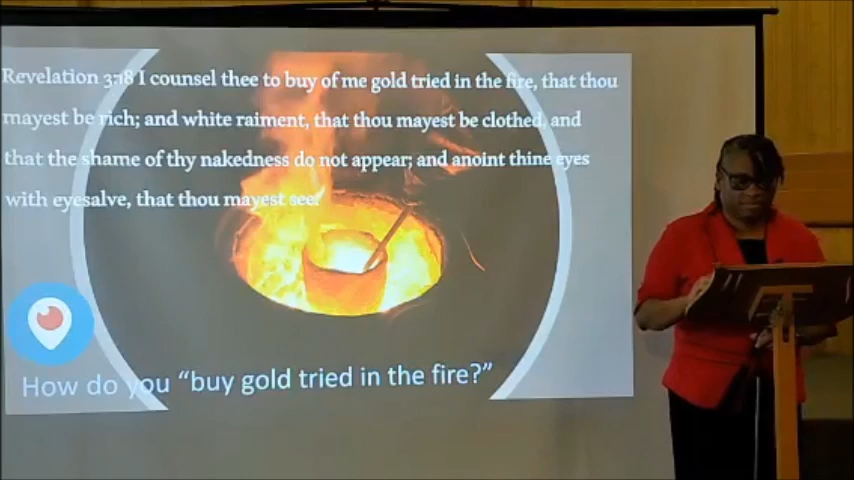 Revelation 3:18 I counsel thee to buy of me gold tried in the fire, that thou
mayest be rich; and white raiment, that thou mayest be clothed, and
that the shame of thy nakedness do not appear; and anoint thine eyes
with eyesalve, that thou mayest see.
How do you “buy gold tried in the fire?”